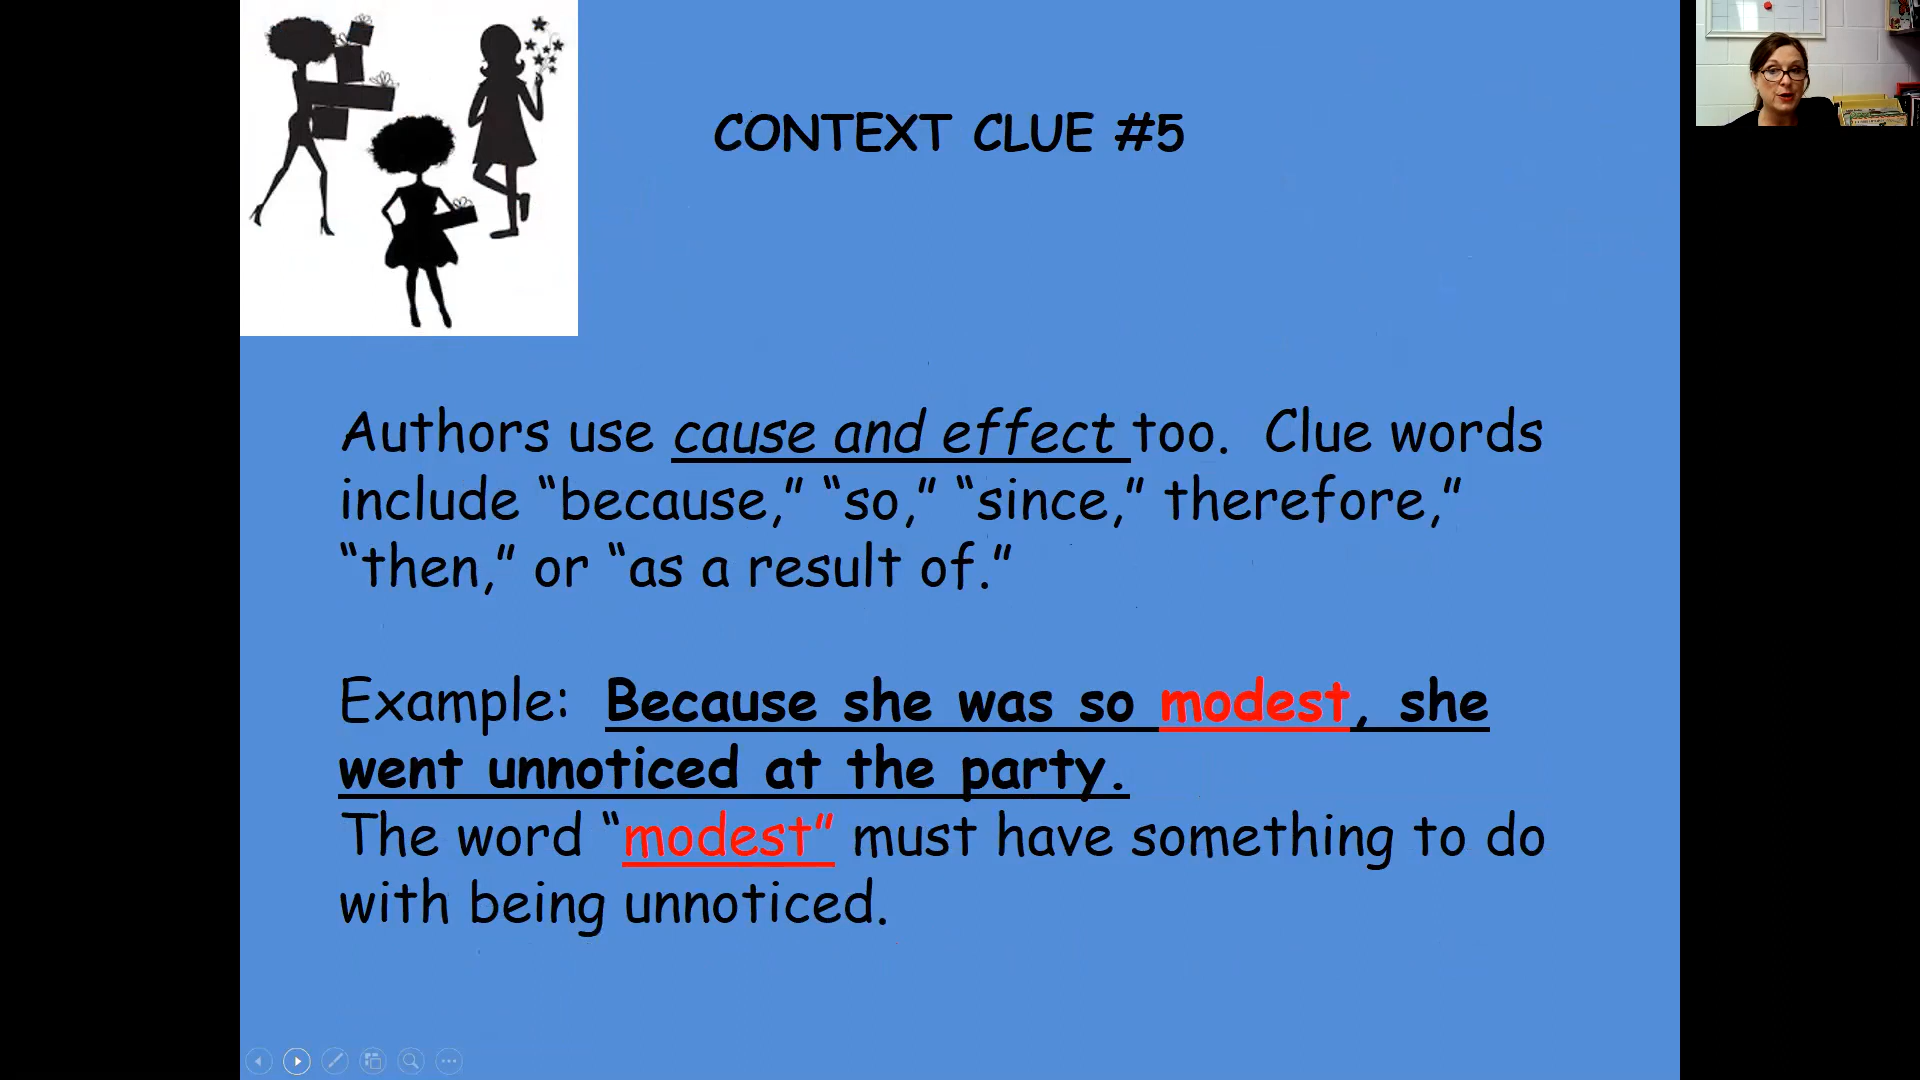 CONTEXT CLUE #5
Authors use cause and effect too. Clue words
include “because,” “so,” “since,” therefore,”
“then,” or “as a result of.”
Example: Because she was so modest, she
went unnoticed at the party.
The word “modest” must have something to do
with being unnoticed.